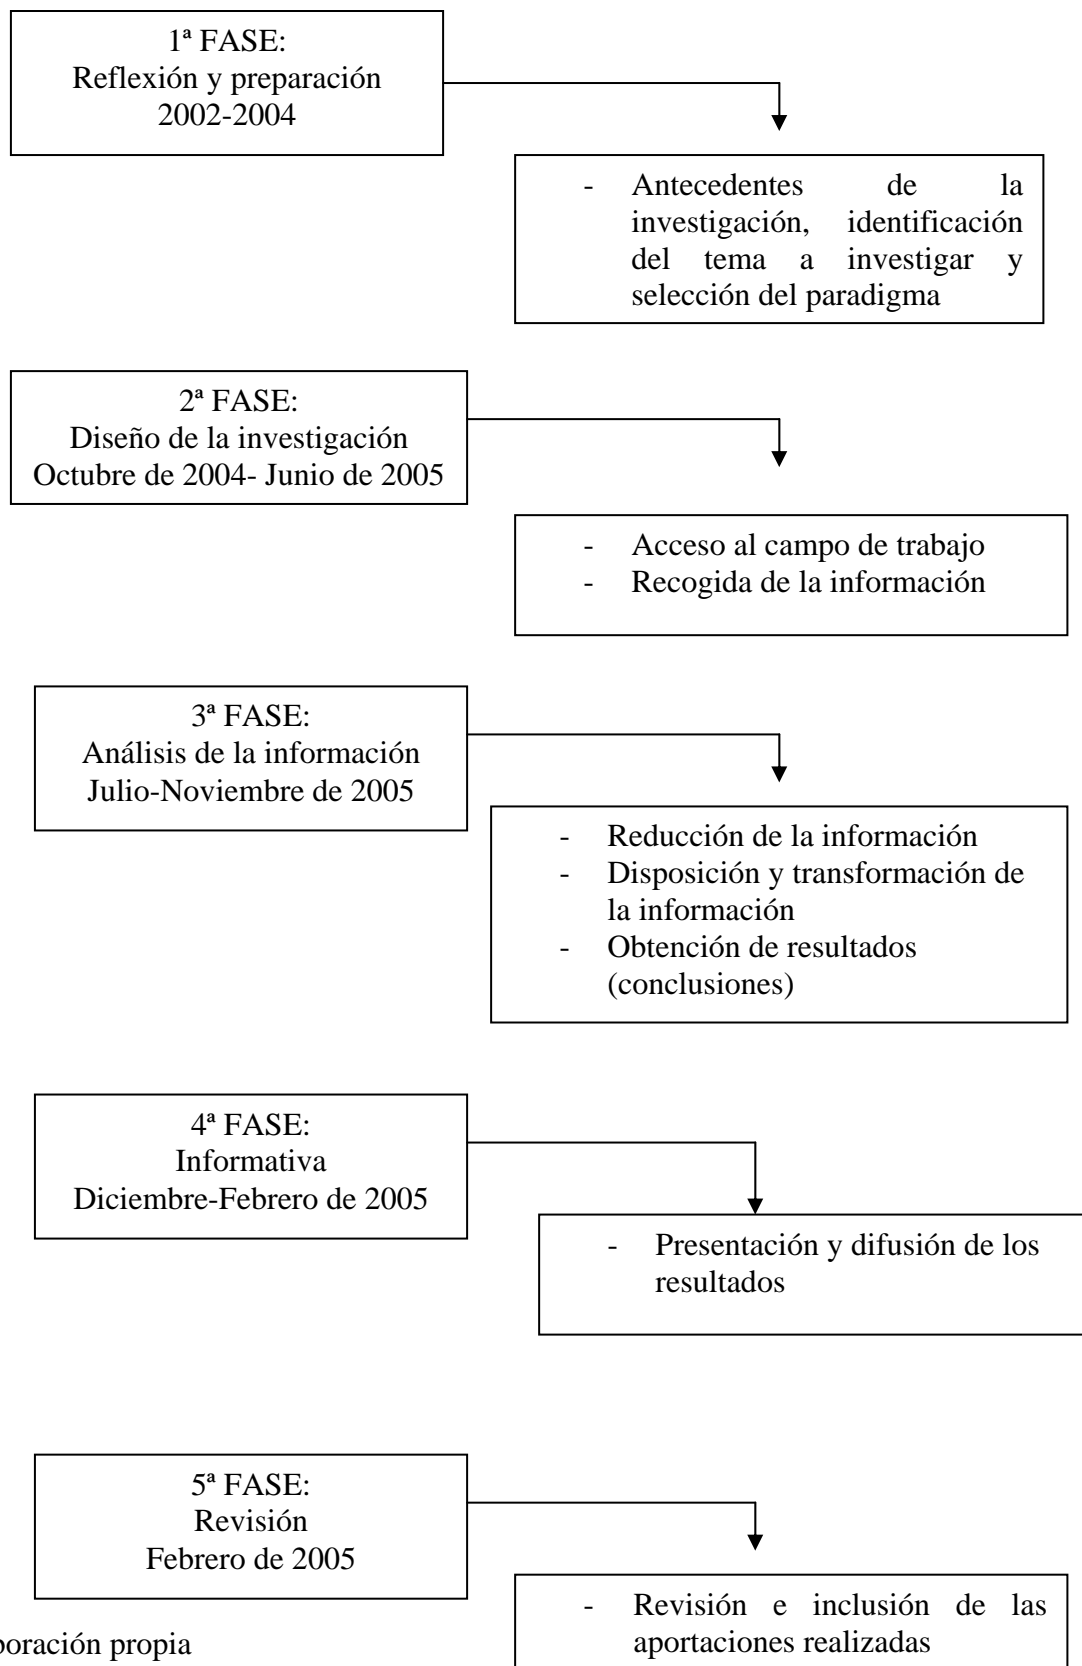 1ª FASE:
Reflexión y preparación
2002-2004
- Antecedentes de la
investigación, identificación
del tema a investigar y
selección del paradigma
2ª FASE:
Diseño de la investigación
Octubre de 2004- Junio de 2005
- Acceso al campo de trabajo
- Recogida de la información
3ª FASE:
Análisis de la información
Julio-Noviembre de 2005
- Reducción de la información
- Disposición y transformación de
la información
- Obtención de resultados
(conclusiones)
4ª FASE:
Informativa
Diciembre-Febrero de 2005
- Presentación y difusión de los
resultados
5ª FASE:
Revisión
Febrero de 2005
- Revisión e inclusión de las
aportaciones realizadas
boración propia